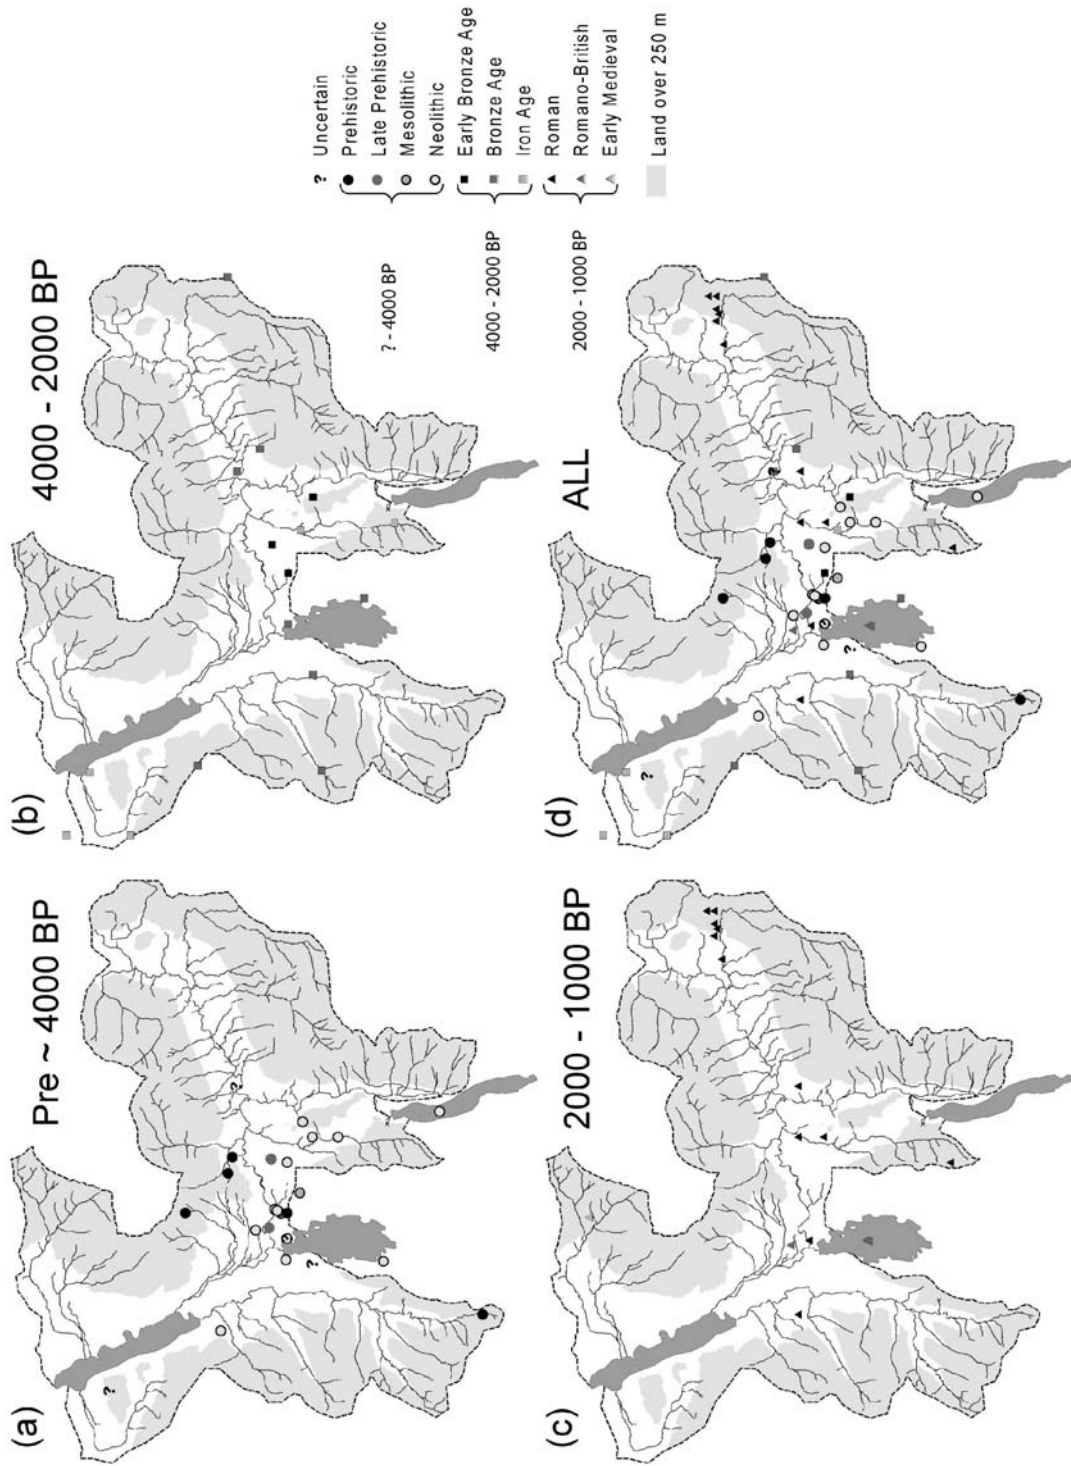 (a)
Pre ~ 4000 BP
?
?
?
(b)
4000 - 2000 BP
(c)
2000 - 1000 BP
(d)
ALL
?
?
? Uncertain
Prehistoric
Late Prehistoric
Mesolithic
Neolithic
? - 4000 BP
Early Bronze Age
Bronze Age
Iron Age
4000 - 2000 BP
Roman
Romano-British
Early Medieval
2000 - 1000 BP
Land over 250 m